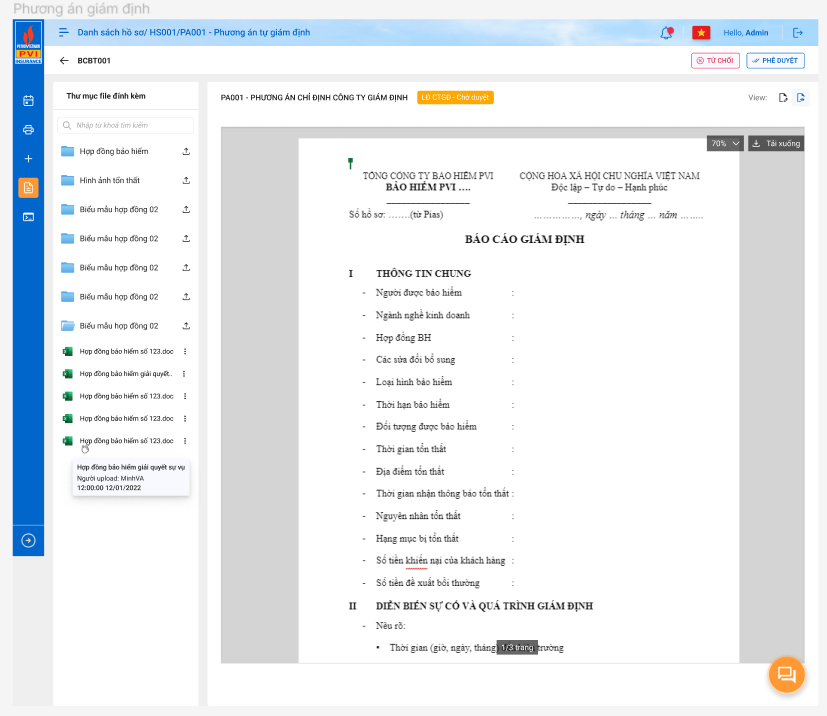 Phương án giám định
PETROVIETNAM
PVI
INSURANCE
Danh sách hồ sơ/ HS001/PA001 - Phương án tự giám định
Hello, Admin
BCBT001
TỪ CHỐI
PHÊ DUYỆT
Thư mục file đính kèm
Nhập từ khoá tìm kiếm
Hợp đồng bảo hiểm
Hình ảnh tổn thất
Biểu mẫu hợp đồng 02
Biểu mẫu hợp đồng 02
Biểu mẫu hợp đồng 02
Biểu mẫu hợp đồng 02
Biểu mẫu hợp đồng 02
Hợp đồng bảo hiểm số 123.doc
Hợp đồng bảo hiểm giải quyết..
Hợp đồng bảo hiểm số 123.doc
Hợp đồng bảo hiểm số 123.doc
Hợp đồng bảo hiểm số 123.doc
Hợp đồng bảo hiểm giải quyết sự vụ
Người upload: MinhVA
12:00:00 12/01/2022
PA001 - PHƯƠNG ÁN CHỈ ĐỊNH CÔNG TY GIÁM ĐỊNH
LĐ CTGĐ - Chờ duyệt
View:
70%
Tải xuống
TỔNG CÔNG TY BẢO HIỂM PVI
BẢO HIỂM PVI ….
CỘNG HÒA XÃ HỘI CHỦ NGHĨA VIỆT NAM
Độc lập – Tự do – Hạnh phúc
Số hồ sơ: …….(từ Pias)
……………, ngày … tháng … năm ……..
BÁO CÁO GIÁM ĐỊNH
I THÔNG TIN CHUNG
- Người được bảo hiểm :
- Ngành nghề kinh doanh :
- Hợp đồng BH :
- Các sửa đổi bổ sung :
- Loại hình bảo hiểm :
- Thời hạn bảo hiểm :
- Đối tượng được bảo hiểm :
- Thời gian tổn thất :
- Địa điểm tổn thất :
- Thời gian nhận thông báo tổn thất :
- Nguyên nhân tổn thất :
- Hạng mục bị tổn thất :
- Số tiền khiến nại của khách hàng :
- Số tiền đề xuất bồi thường :
II DIỄN BIẾN SỰ CỐ VÀ QUÁ TRÌNH GIÁM ĐỊNH
- Nêu rõ:
• Thời gian (giờ, ngày, tháng) trường
1/3 trang